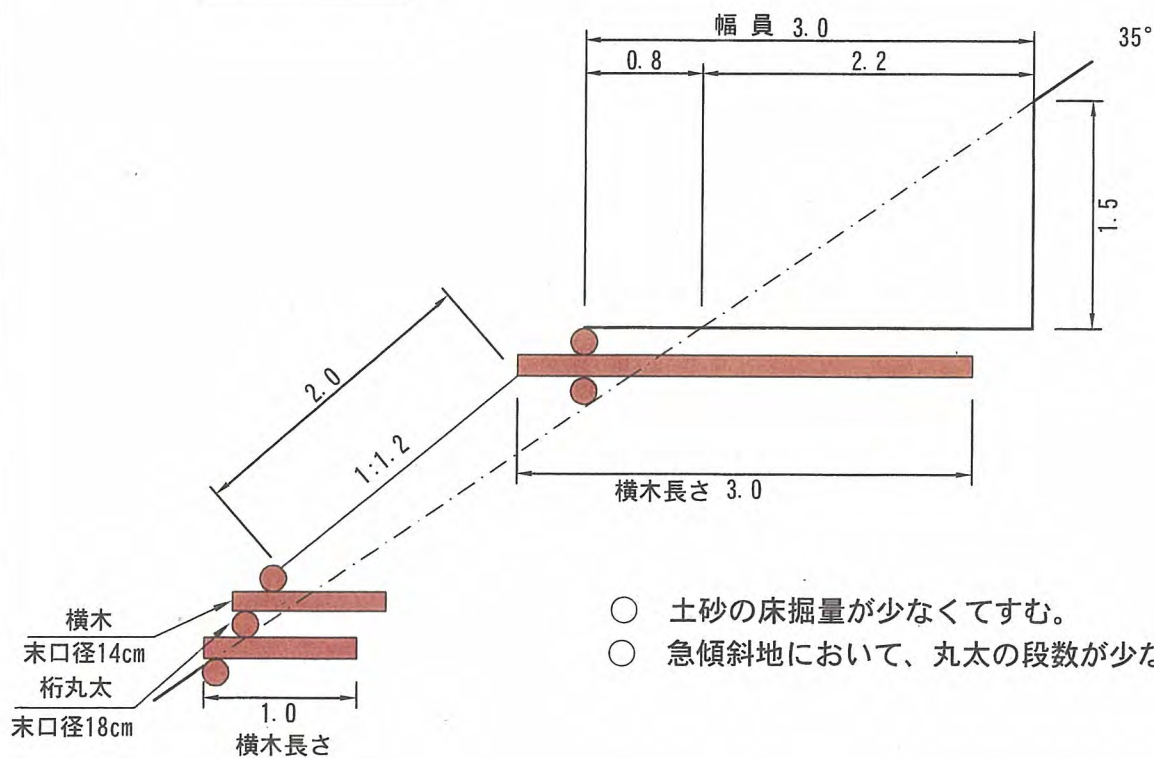 幅員 3.0
35°
0.8
2.2
1.5
2.0
1:1.2
横木長さ 3.0
横木
末口径14cm
桁丸太
末口径18cm
1.0
横木長さ
○ 土砂の床掘量が少なくてすむ。
○ 急傾斜地において、丸太の段数が少な